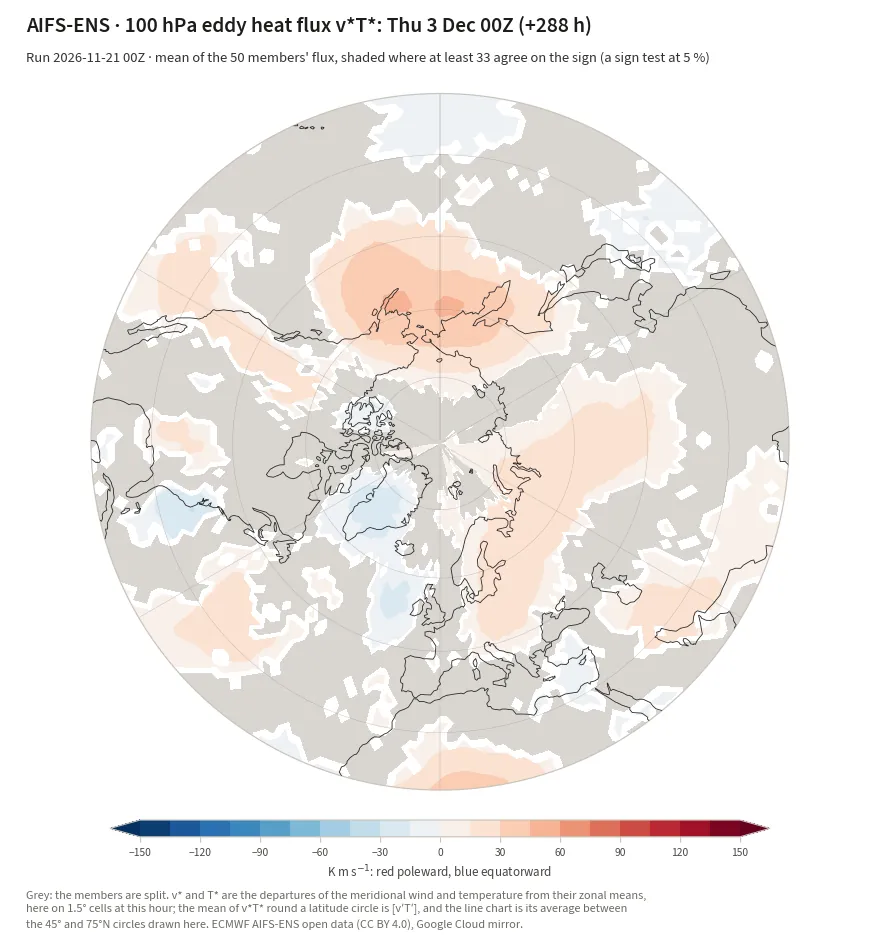 AIFS-ENS · 100 hPa eddy heat flux v*T*: Thu 3 Dec 00Z (+288 h)
Run 2026-11-21 00Z · mean of the 50 members' flux, shaded where at least 33 agree on the sign (a sign test at 5 %)
−150 −120 −90 −60 −30 0 30 60 90 120 150
K m s⁻¹: red poleward, blue equatorward
Grey: the members are split. v* and T* are the departures of the meridional wind and temperature from their zonal means,
here on 1.5° cells at this hour; the mean of v*T* round a latitude circle is [v'T'], and the line chart is its average between
the 45° and 75°N circles drawn here. ECMWF AIFS-ENS open data (CC BY 4.0), Google Cloud mirror.